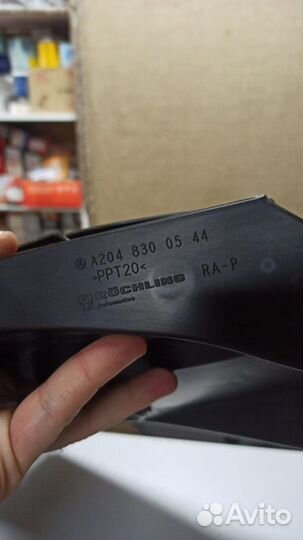 A204 830 05 44
>PPT20<
RA-P
RÖCHLING
Automotive
Avito